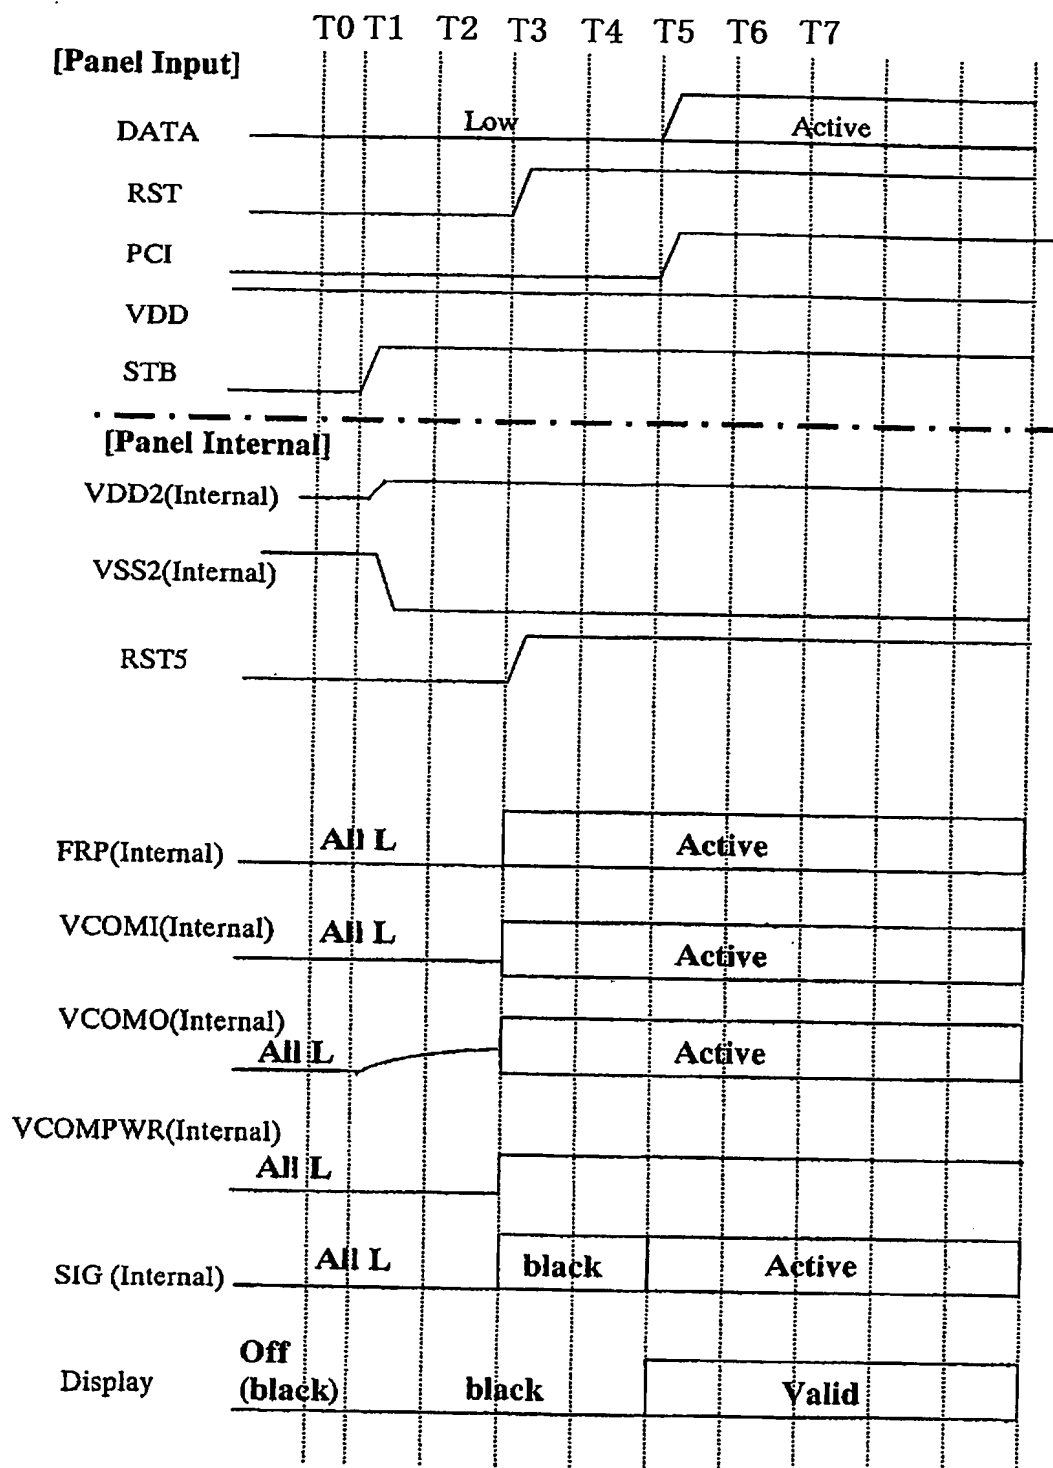 T0 T1 T2 T3 T4 T5 T6 T7
[Panel Input]
DATA Low Active
RST
PCI
VDD
STB
[Panel Internal]
VDD2(Internal)
VSS2(Internal)
RST5
FRP(Internal) All L Active
VCOMI(Internal) All L Active
VCOMO(Internal)
All L Active
VCOMPWR(Internal)
All L
SIG (Internal) All L black Active
Off
Display (black) black Valid